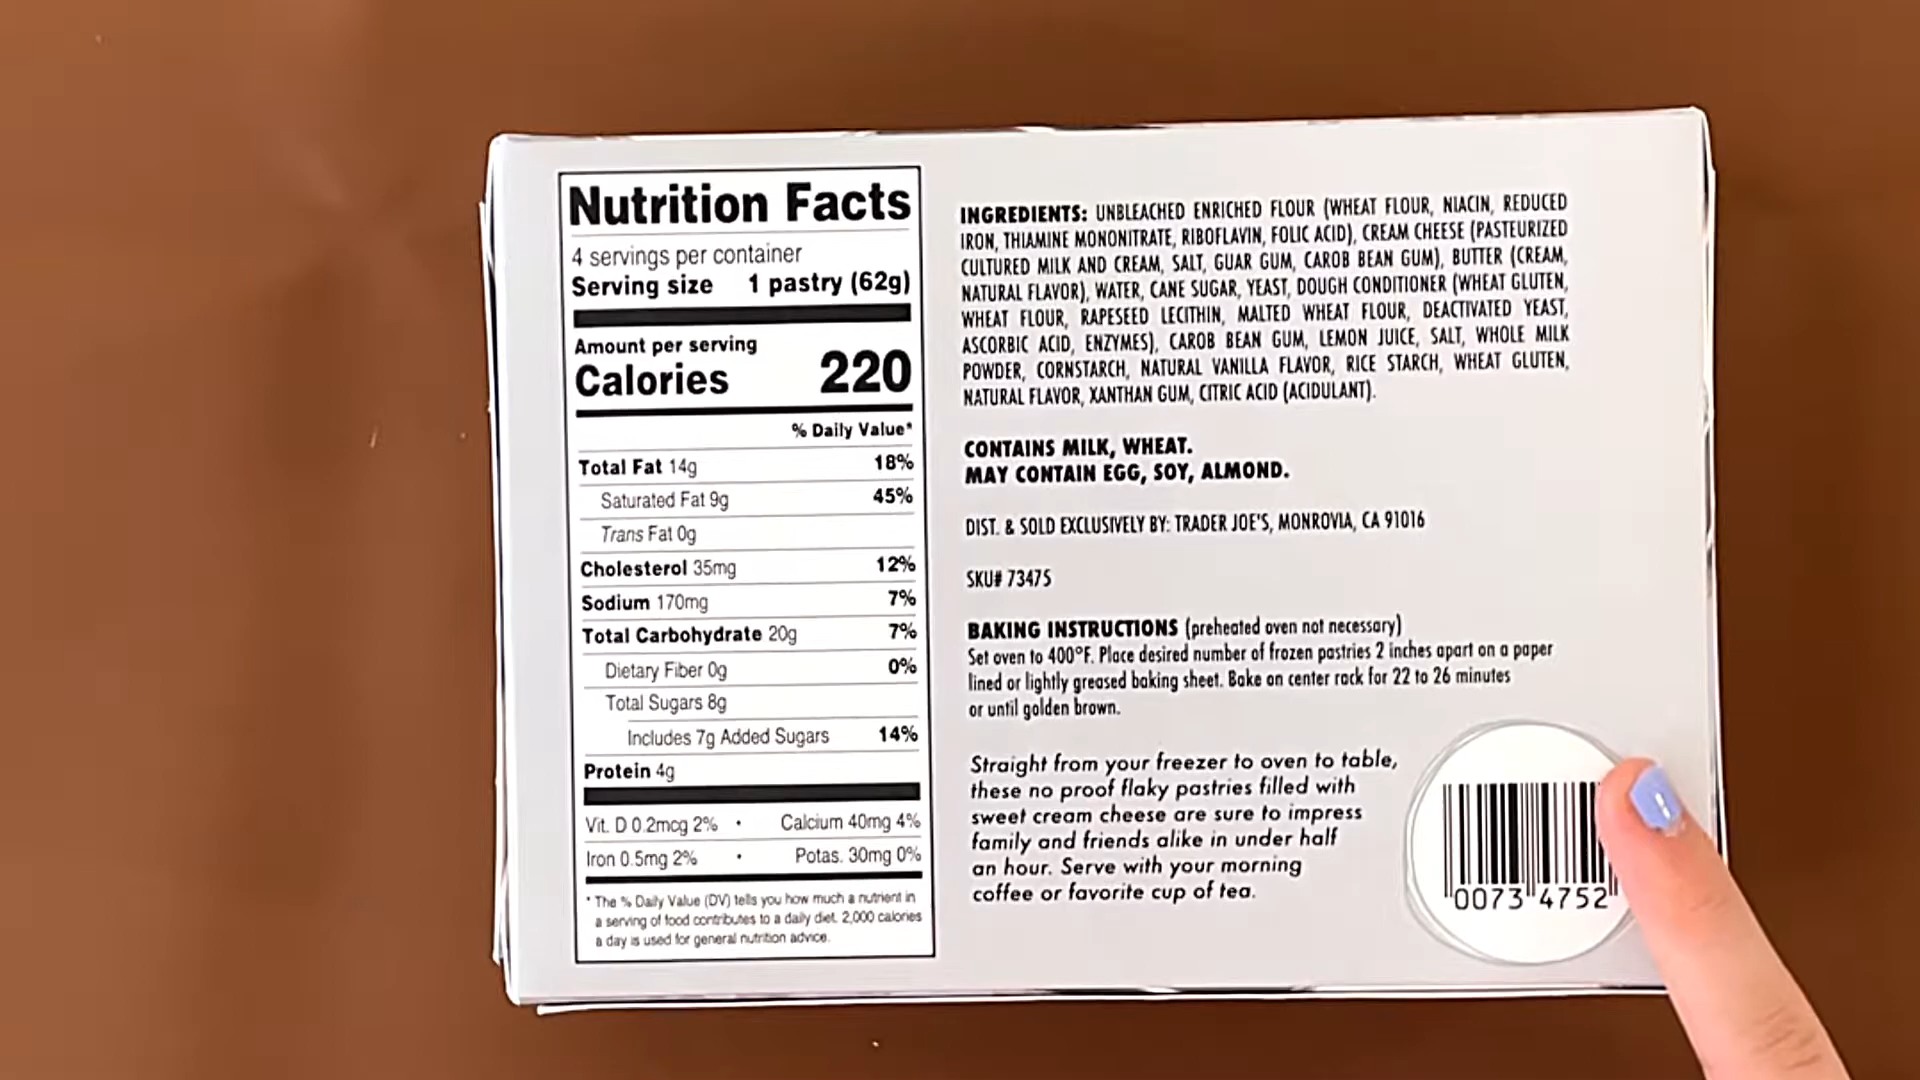 Nutrition Facts
4 servings per container
Serving size 1 pastry (62g)
Amount per serving
Calories 220
% Daily Value*
Total Fat 14g 18%
Saturated Fat 9g 45%
Trans Fat 0g
Cholesterol 35mg 12%
Sodium 170mg 7%
Total Carbohydrate 20g 7%
Dietary Fiber 0g 0%
Total Sugars 8g
Includes 7g Added Sugars 14%
Protein 4g
Vit. D 0.2mcg 2% • Calcium 40mg 4%
Iron 0.5mg 2% • Potas. 30mg 0%
* The % Daily Value (DV) tells you how much a nutrient in
a serving of food contributes to a daily diet. 2,000 calories
a day is used for general nutrition advice.
INGREDIENTS: UNBLEACHED ENRICHED FLOUR (WHEAT FLOUR, NIACIN, REDUCED
IRON, THIAMINE MONONITRATE, RIBOFLAVIN, FOLIC ACID), CREAM CHEESE (PASTEURIZED
CULTURED MILK AND CREAM, SALT, GUAR GUM, CAROB BEAN GUM), BUTTER (CREAM,
NATURAL FLAVOR), WATER, CANE SUGAR, YEAST, DOUGH CONDITIONER (WHEAT GLUTEN,
WHEAT FLOUR, RAPESEED LECITHIN, MALTED WHEAT FLOUR, DEACTIVATED YEAST,
ASCORBIC ACID, ENZYMES), CAROB BEAN GUM, LEMON JUICE, SALT, WHOLE MILK
POWDER, CORNSTARCH, NATURAL VANILLA FLAVOR, RICE STARCH, WHEAT GLUTEN,
NATURAL FLAVOR, XANTHAN GUM, CITRIC ACID (ACIDULANT).
CONTAINS MILK, WHEAT.
MAY CONTAIN EGG, SOY, ALMOND.
DIST. & SOLD EXCLUSIVELY BY: TRADER JOE'S, MONROVIA, CA 91016
SKU# 73475
BAKING INSTRUCTIONS (preheated oven not necessary)
Set oven to 400°F. Place desired number of frozen pastries 2 inches apart on a paper
lined or lightly greased baking sheet. Bake on center rack for 22 to 26 minutes
or until golden brown.
Straight from your freezer to oven to table,
these no proof flaky pastries filled with
sweet cream cheese are sure to impress
family and friends alike in under half
an hour. Serve with your morning
coffee or favorite cup of tea.
0073 4752